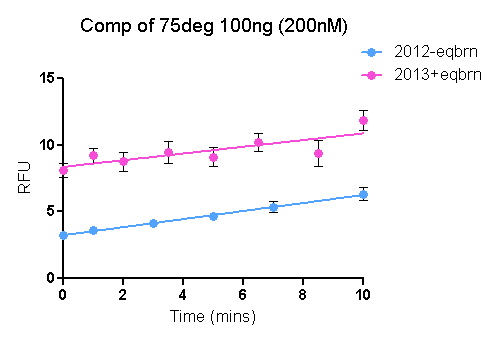 Comp of 75deg 100ng (200nM)
2012-eqbrn
2013+eqbrn
15
10
5
0
RFU
0 2 4 6 8 10
Time (mins)